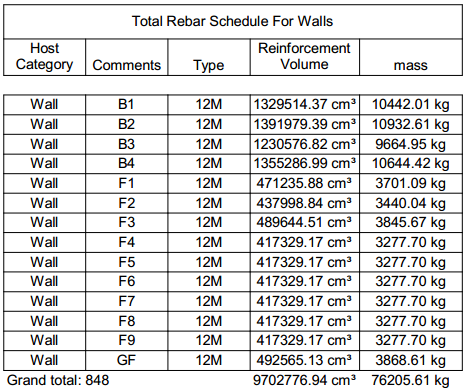 Total Rebar Schedule For Walls
Host Category Comments Type Reinforcement Volume mass
Wall B1 12M 1329514.37 cm³ 10442.01 kg
Wall B2 12M 1391979.39 cm³ 10932.61 kg
Wall B3 12M 1230576.82 cm³ 9664.95 kg
Wall B4 12M 1355286.99 cm³ 10644.42 kg
Wall F1 12M 471235.88 cm³ 3701.09 kg
Wall F2 12M 437998.84 cm³ 3440.04 kg
Wall F3 12M 489644.51 cm³ 3845.67 kg
Wall F4 12M 417329.17 cm³ 3277.70 kg
Wall F5 12M 417329.17 cm³ 3277.70 kg
Wall F6 12M 417329.17 cm³ 3277.70 kg
Wall F7 12M 417329.17 cm³ 3277.70 kg
Wall F8 12M 417329.17 cm³ 3277.70 kg
Wall F9 12M 417329.17 cm³ 3277.70 kg
Wall GF 12M 492565.13 cm³ 3868.61 kg
Grand total: 848 9702776.94 cm³ 76205.61 kg